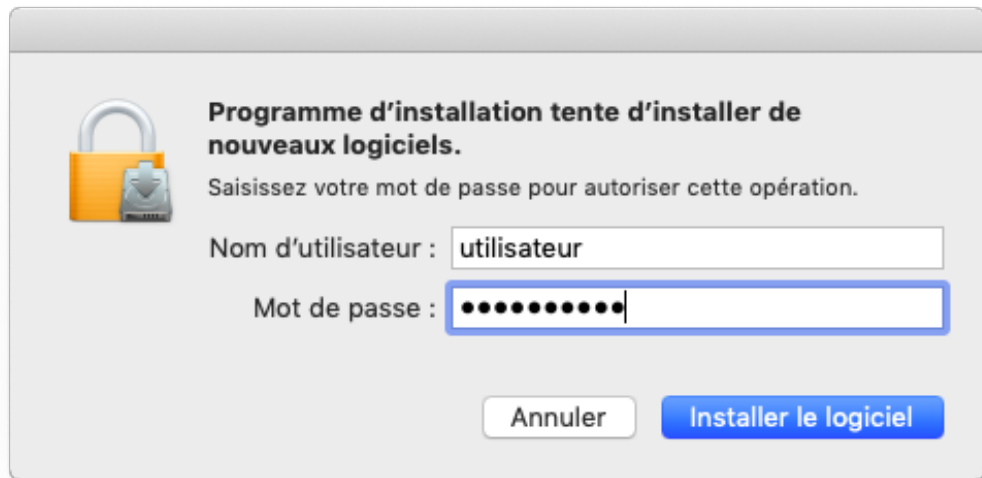 Programme d’installation tente d’installer de
nouveaux logiciels.
Saisissez votre mot de passe pour autoriser cette opération.
Nom d’utilisateur : utilisateur
Mot de passe : ••••••••••
Annuler Installer le logiciel